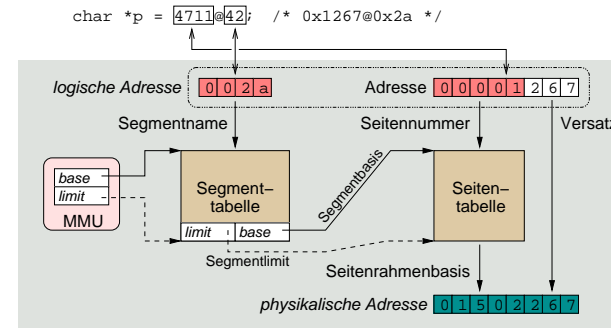 char *p = 4711@42; /* 0x1267@0x2a */
logische Adresse 0 0 2 a Adresse 0 0 0 0 1 2 6 7
Segmentname Seitennummer Versatz
base
limit
MMU
Segment–
tabelle
limit base
Segmentbasis
Seiten–
tabelle
Segmentlimit
Seitenrahmenbasis
physikalische Adresse 0 1 5 0 2 2 6 7